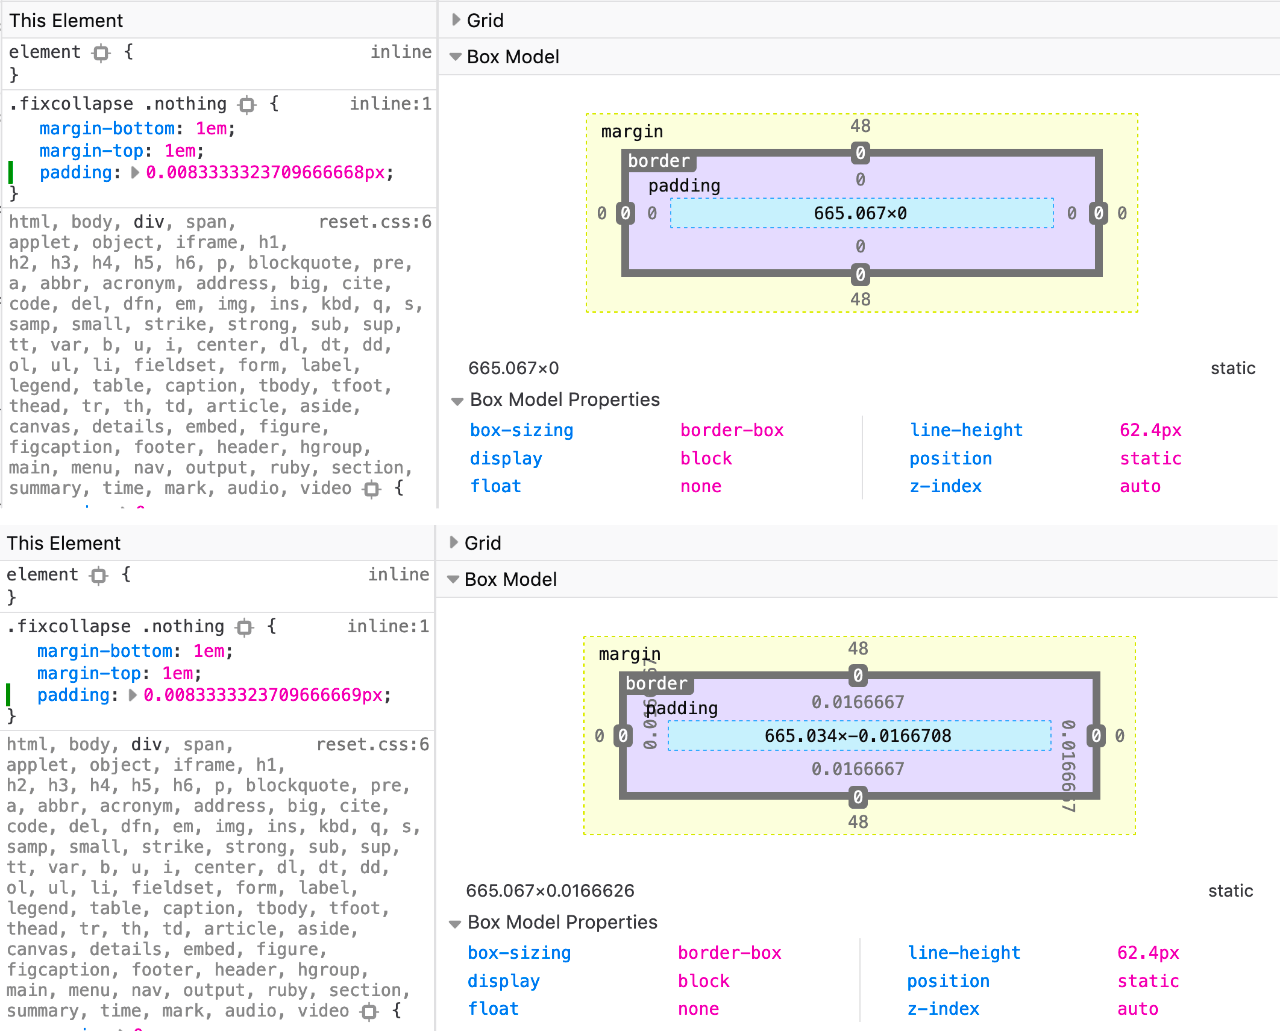 This Element
element {
inline
}
.fixcollapse .nothing {
inline:1
margin-bottom: 1em;
margin-top: 1em;
padding: 0.0083333323709666668px;
}
html, body, div, span,
reset.css:6
applet, object, iframe, h1,
h2, h3, h4, h5, h6, p, blockquote, pre,
a, abbr, acronym, address, big, cite,
code, del, dfn, em, img, ins, kbd, q, s,
samp, small, strike, strong, sub, sup,
tt, var, b, u, i, center, dl, dt, dd,
ol, ul, li, fieldset, form, label,
legend, table, caption, tbody, tfoot,
thead, tr, th, td, article, aside,
canvas, details, embed, figure,
figcaption, footer, header, hgroup,
main, menu, nav, output, ruby, section,
summary, time, mark, audio, video {
Grid
Box Model
margin
48
border
0
padding
0
0 0 0 665.067×0 0 0 0
0
0
48
665.067×0
static
Box Model Properties
box-sizing border-box
line-height 62.4px
display block
position static
float none
z-index auto
This Element
element {
inline
}
.fixcollapse .nothing {
inline:1
margin-bottom: 1em;
margin-top: 1em;
padding: 0.0083333323709666669px;
}
html, body, div, span,
reset.css:6
applet, object, iframe, h1,
h2, h3, h4, h5, h6, p, blockquote, pre,
a, abbr, acronym, address, big, cite,
code, del, dfn, em, img, ins, kbd, q, s,
samp, small, strike, strong, sub, sup,
tt, var, b, u, i, center, dl, dt, dd,
ol, ul, li, fieldset, form, label,
legend, table, caption, tbody, tfoot,
thead, tr, th, td, article, aside,
canvas, details, embed, figure,
figcaption, footer, header, hgroup,
main, menu, nav, output, ruby, section,
summary, time, mark, audio, video {
Grid
Box Model
margin
48
border
0
padding
0.0166667
0 0 665.034×-0.0166708 0.0166667 0 0
0.0166667
0
48
665.067×0.0166626
static
Box Model Properties
box-sizing border-box
line-height 62.4px
display block
position static
float none
z-index auto